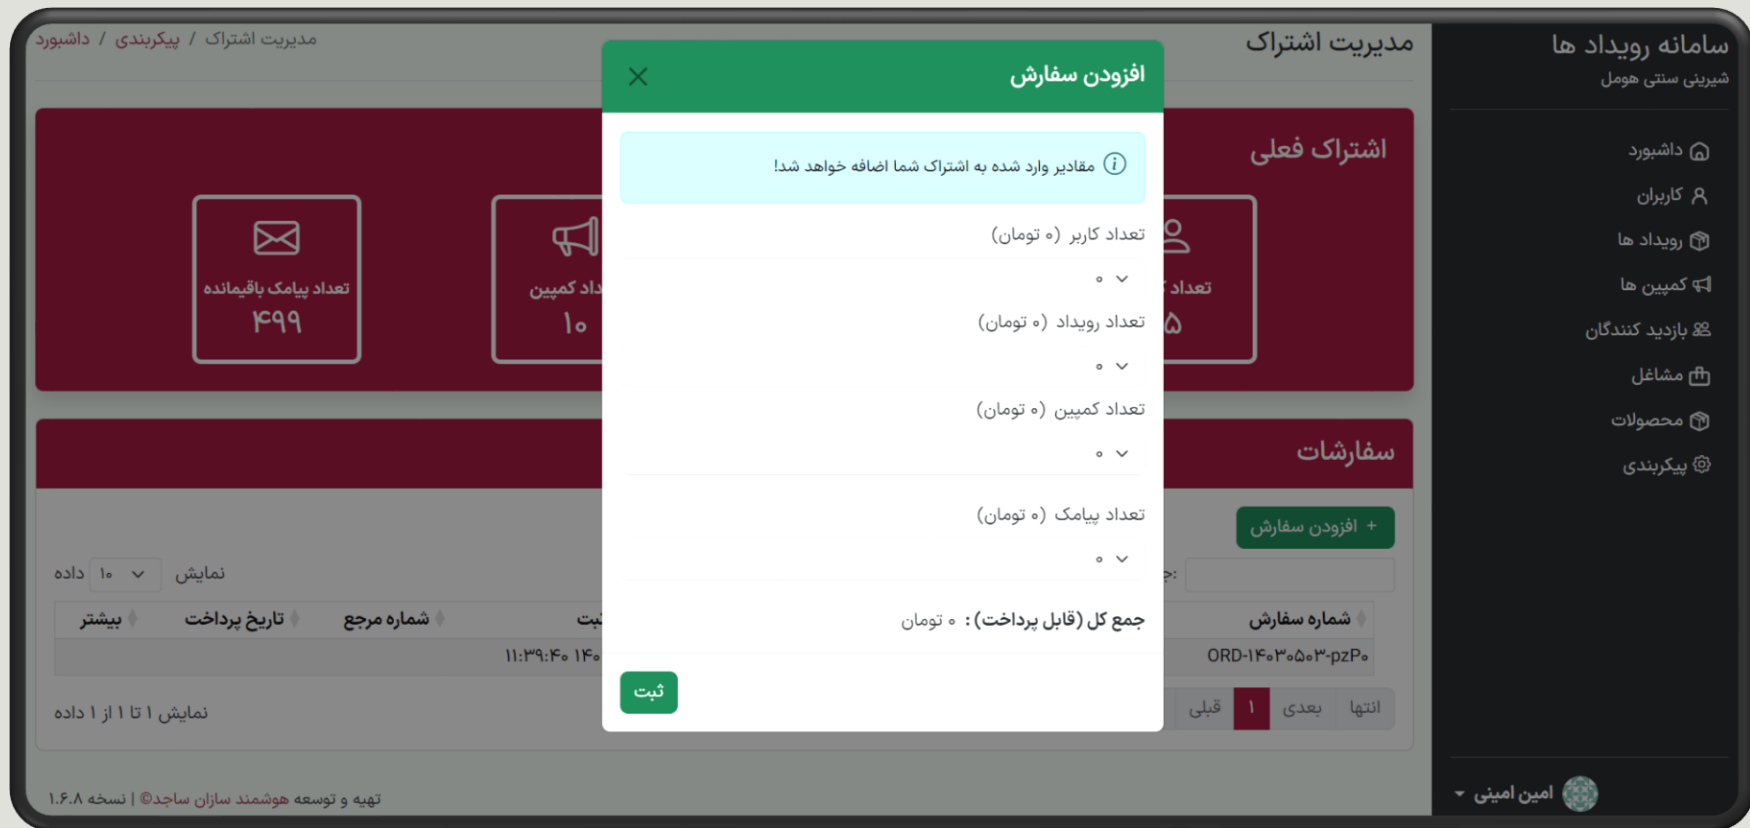 سامانه رویداد ها
شیرینی سنتی هومل
داشبورد
کاربران
رویداد ها
کمپین ها
بازدید کنندگان
مشاغل
محصولات
پیکربندی
امین امینی
مدیریت اشتراک
داشبورد / پیکربندی / مدیریت اشتراک
افزودن سفارش
مقادیر وارد شده به اشتراک شما اضافه خواهد شد!
تعداد کاربر (۰ تومان)
۰
تعداد رویداد (۰ تومان)
۰
تعداد کمپین (۰ تومان)
۰
تعداد پیامک (۰ تومان)
۰
جمع کل (قابل پرداخت) : ۰ تومان
ثبت
اشتراک فعلی
تعداد
۵
کمپین
۱۰
تعداد پیامک باقیمانده
۴۹۹
سفارشات
+ افزودن سفارش
نمایش ۱۰ داده
شماره سفارش شماره مرجع تاریخ پرداخت بیشتر
ORD-۱۴۰۳۰۵۰۳-pzP۰ ۱۱:۳۹:۴۰
قبلی ۱ بعدی انتها
نمایش ۱ تا ۱ از ۱ داده
تهیه و توسعه هوشمند سازان ساجد© | نسخه ۱.۶.۸